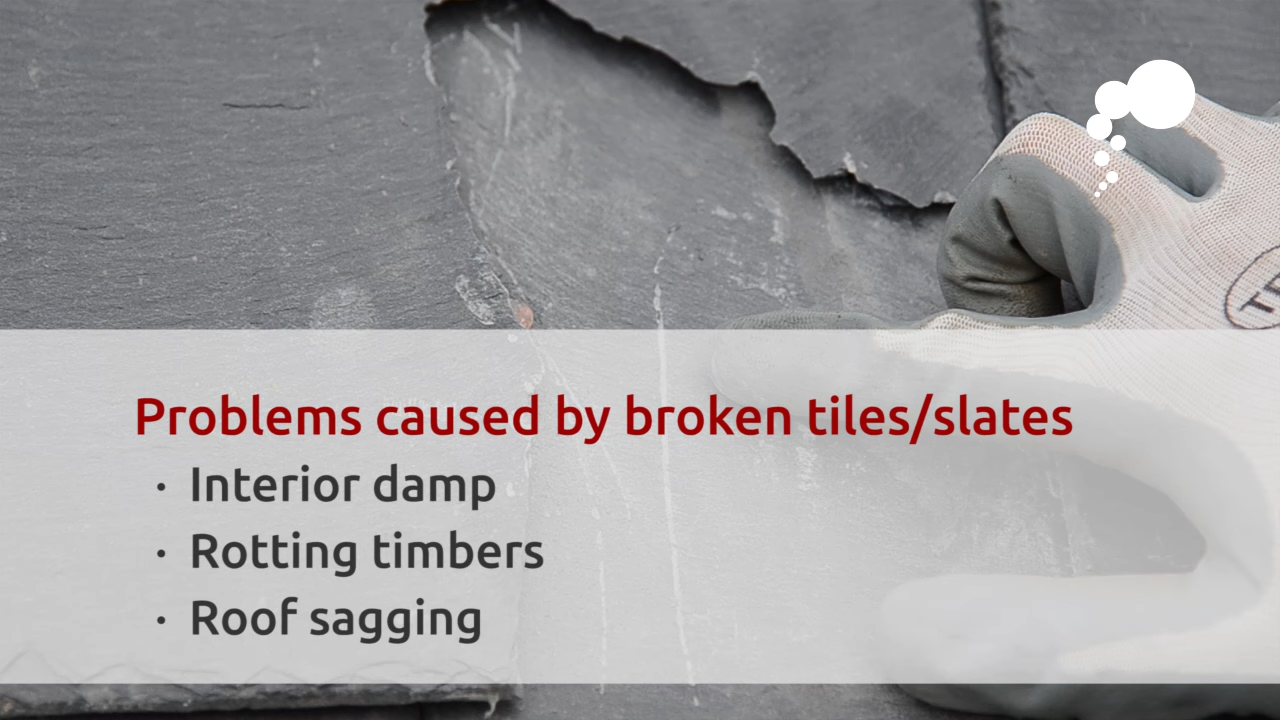 Problems caused by broken tiles/slates
· Interior damp
· Rotting timbers
· Roof sagging